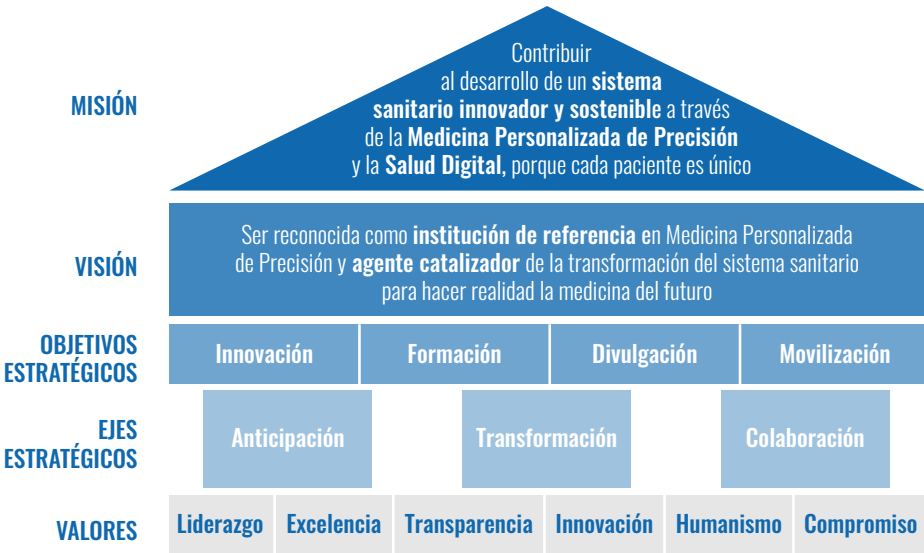 MISIÓN
Contribuir
al desarrollo de un sistema
sanitario innovador y sostenible a través
de la Medicina Personalizada de Precisión
y la Salud Digital, porque cada paciente es único
VISIÓN
Ser reconocida como institución de referencia en Medicina Personalizada
de Precisión y agente catalizador de la transformación del sistema sanitario
para hacer realidad la medicina del futuro
OBJETIVOS
ESTRATÉGICOS
Innovación Formación Divulgación Movilización
EJES
ESTRATÉGICOS
Anticipación Transformación Colaboración
VALORES
Liderazgo Excelencia Transparencia Innovación Humanismo Compromiso